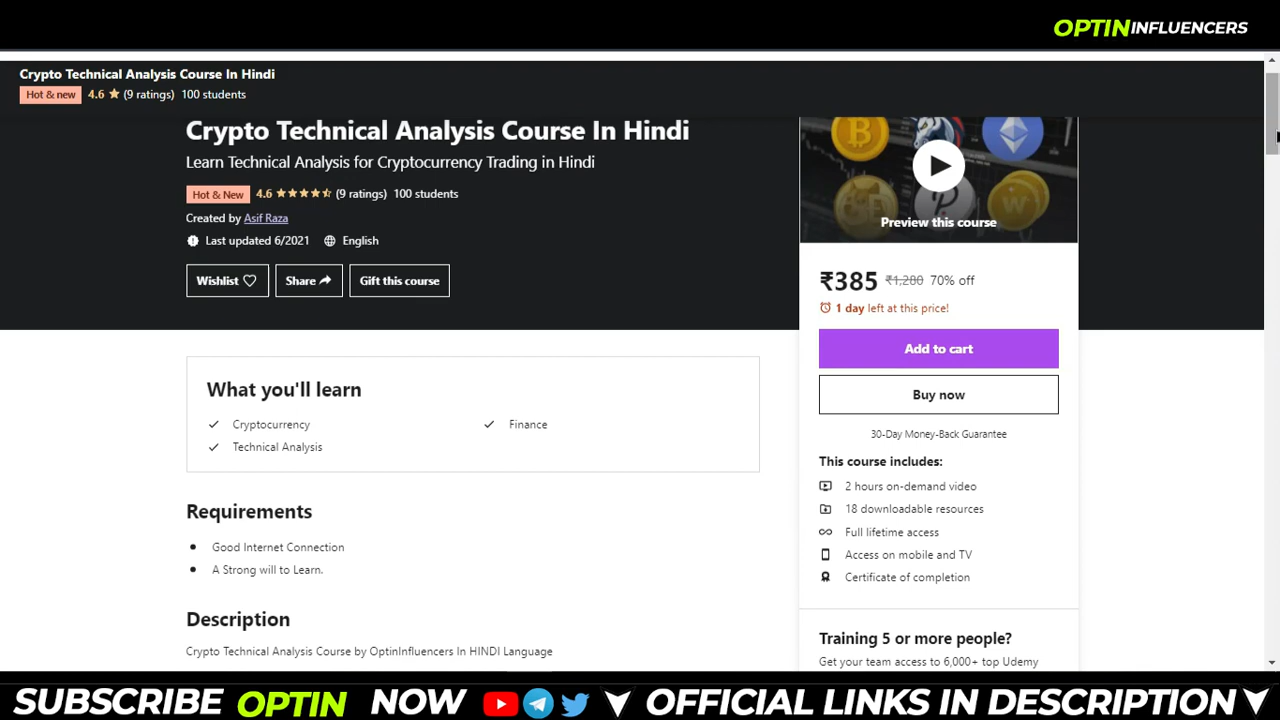 OPTIN INFLUENCERS
Crypto Technical Analysis Course In Hindi
Hot & new 4.6 ★ (9 ratings) 100 students
Crypto Technical Analysis Course In Hindi
Learn Technical Analysis for Cryptocurrency Trading in Hindi
Hot & New 4.6 (9 ratings) 100 students
Created by Asif Raza
Last updated 6/2021 English
Wishlist Share Gift this course
Preview this course
₹385 ₹1,280 70% off
1 day left at this price!
Add to cart
Buy now
30-Day Money-Back Guarantee
This course includes:
2 hours on-demand video
18 downloadable resources
Full lifetime access
Access on mobile and TV
Certificate of completion
Training 5 or more people?
Get your team access to 6,000+ top Udemy
What you'll learn
Cryptocurrency Finance
Technical Analysis
Requirements
Good Internet Connection
A Strong will to Learn.
Description
Crypto Technical Analysis Course by OptinInfluencers In HINDI Language
SUBSCRIBE OPTIN NOW OFFICIAL LINKS IN DESCRIPTION